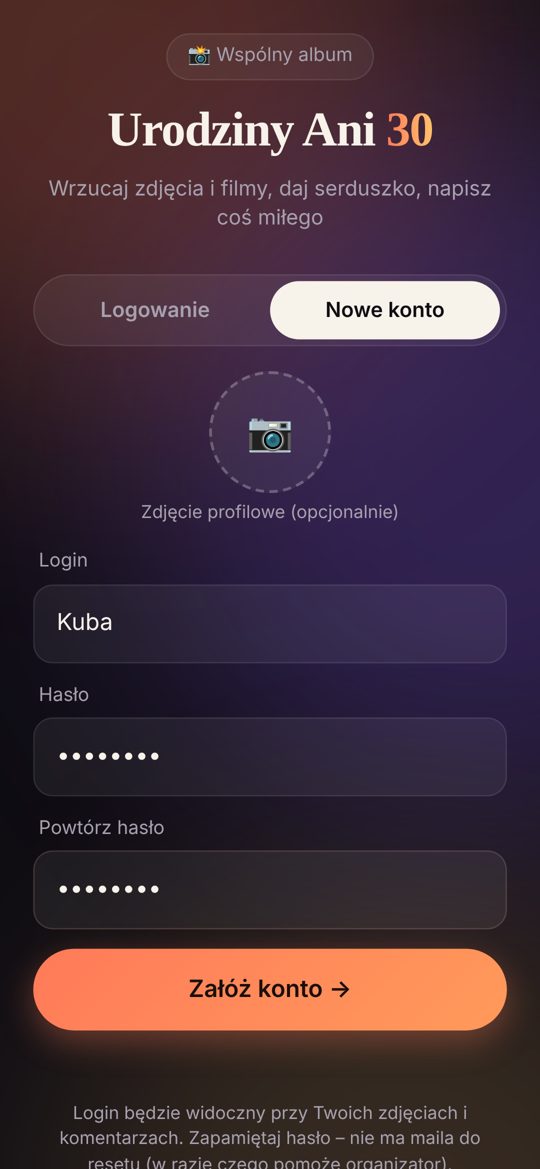 Wspólny album
Urodziny Ani 30
Wrzucaj zdjęcia i filmy, daj serduszko, napisz
coś miłego
Logowanie
Nowe konto
Zdjęcie profilowe (opcjonalnie)
Login
Kuba
Hasło
••••••••
Powtórz hasło
••••••••
Załóż konto →
Login będzie widoczny przy Twoich zdjęciach i
komentarzach. Zapamiętaj hasło – nie ma maila do
resetu (w razie czego pomoże organizator).